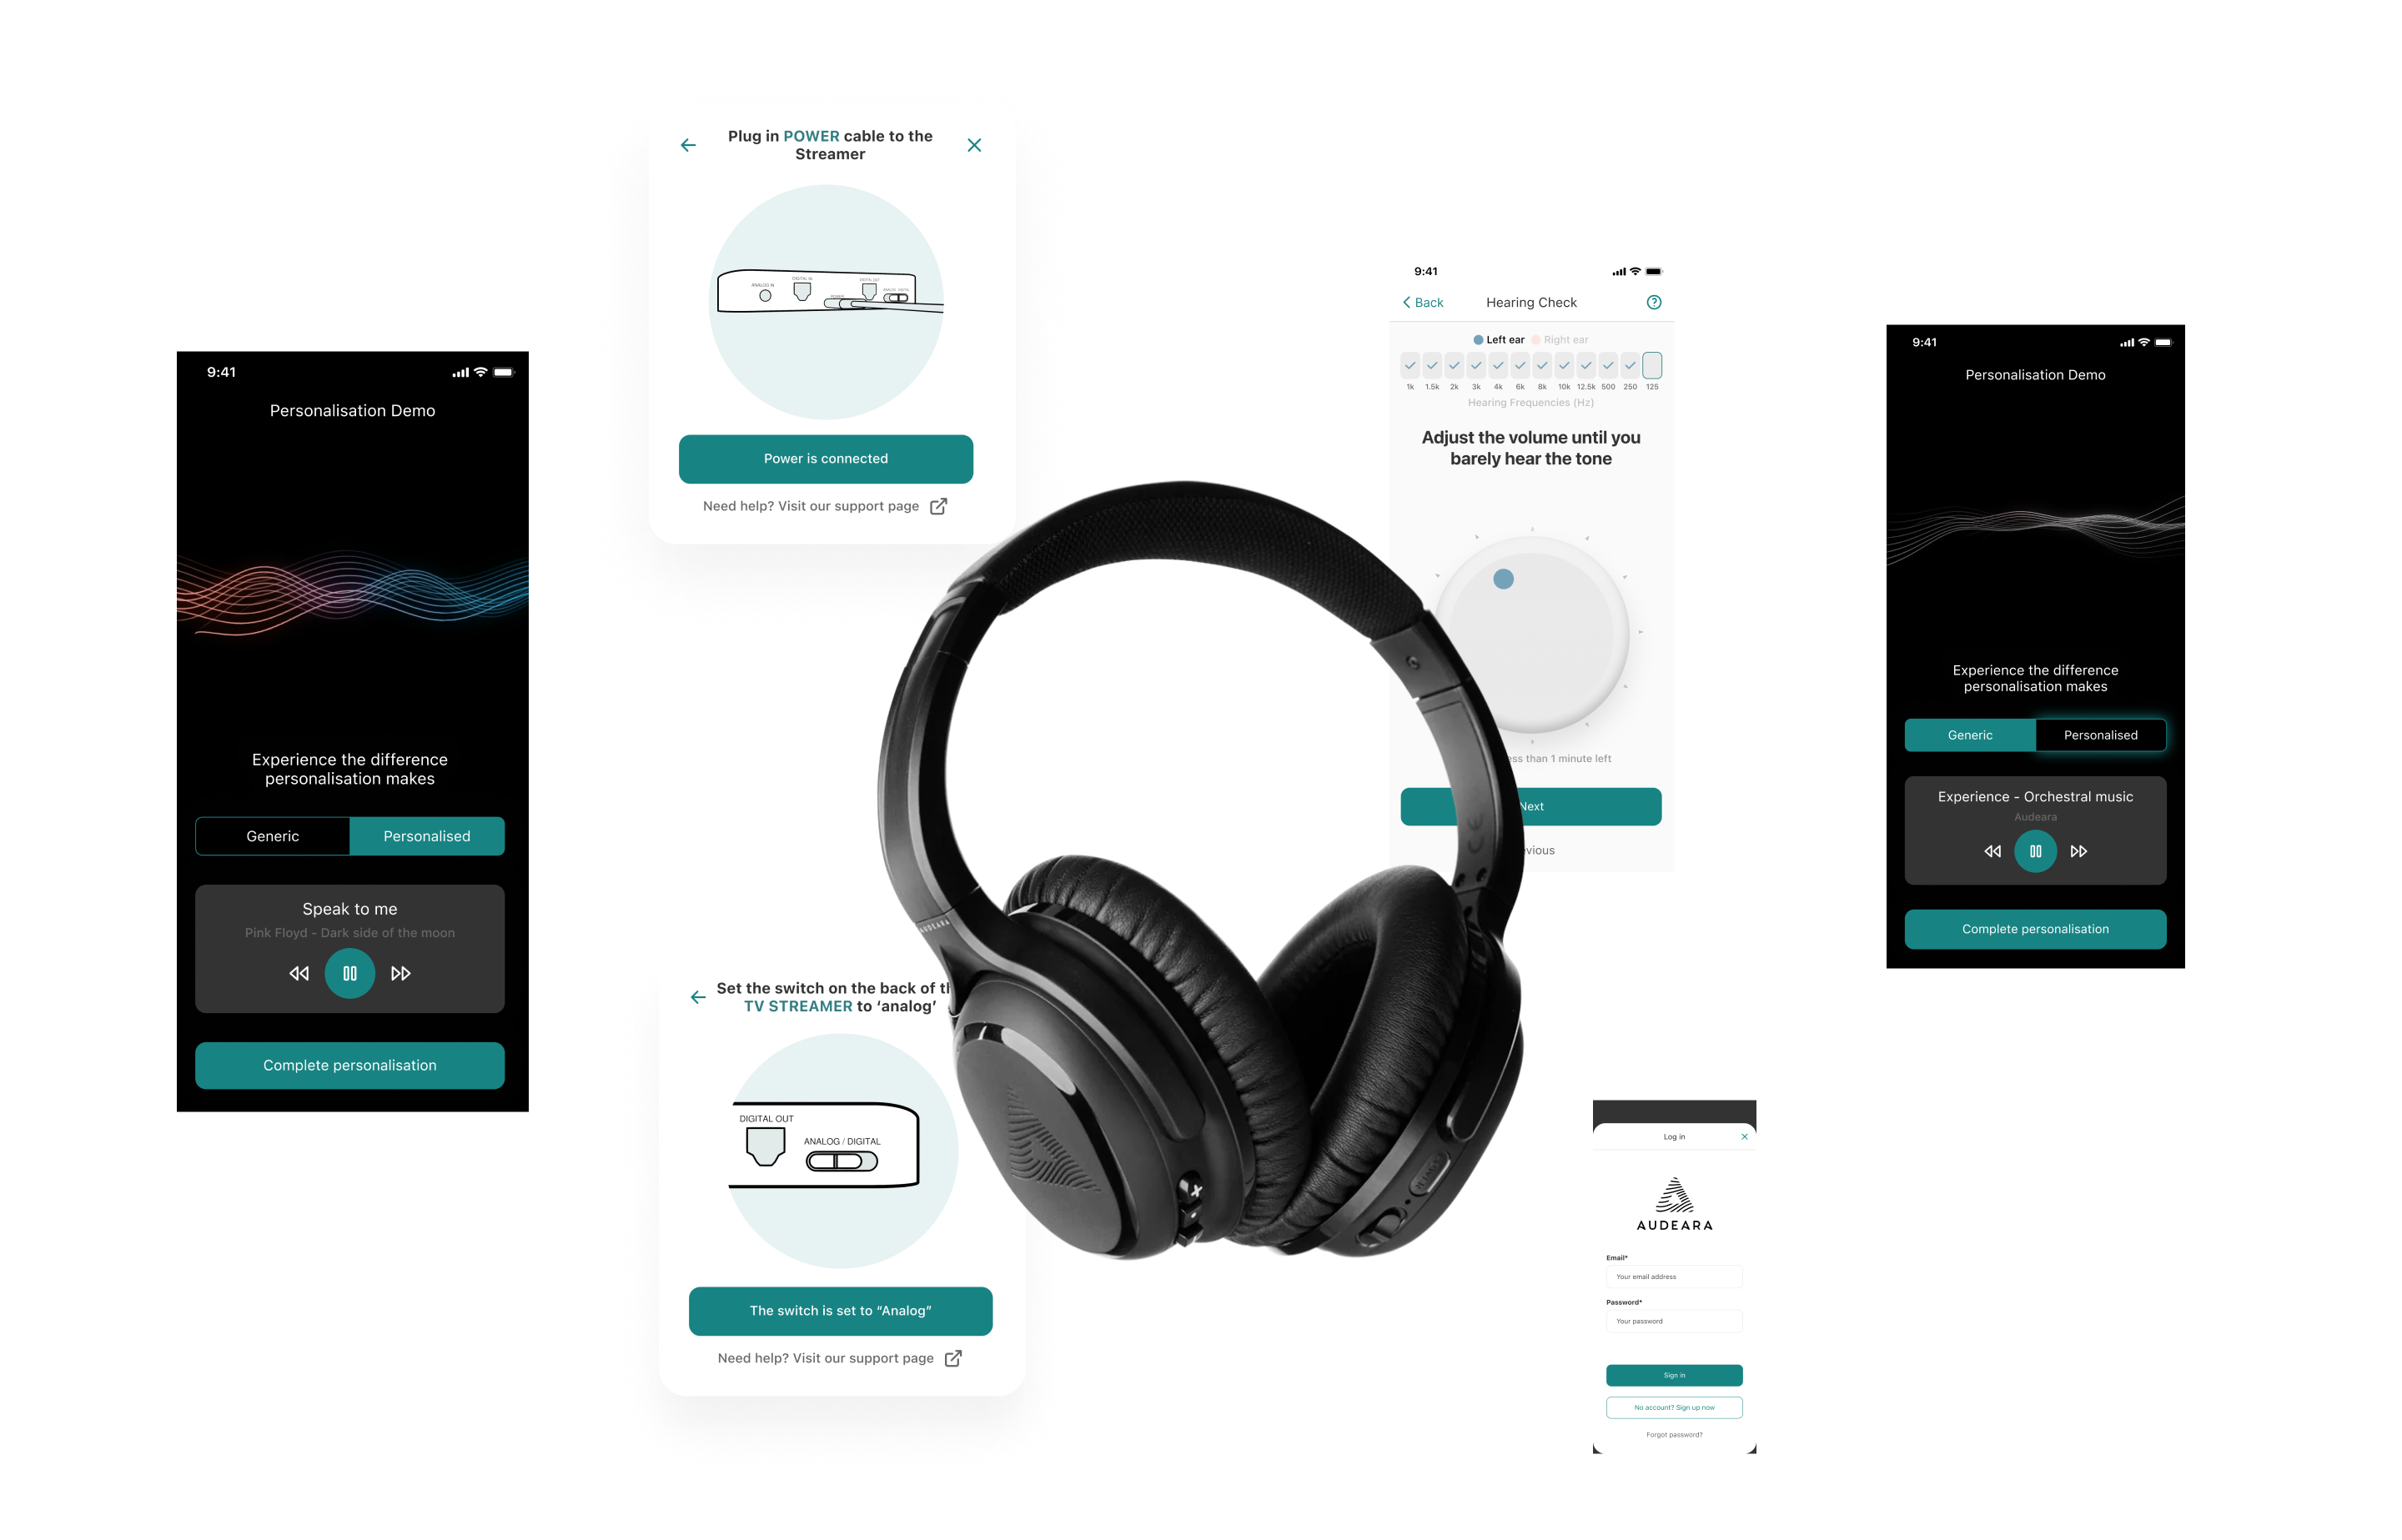 9:41
Personalisation Demo
Experience the difference
personalisation makes
Generic
Personalised
Speak to me
Pink Floyd - Dark side of the moon
Complete personalisation
Plug in POWER cable to the
Streamer
ANALOG IN
DIGITAL IN
POWER
DIGITAL OUT
ANALOG DIGITAL
Power is connected
Need help? Visit our support page
Set the switch on the back of
TV STREAMER to ‘analog’
DIGITAL OUT
ANALOG / DIGITAL
The switch is set to “Analog”
Need help? Visit our support page
AUDEARA
9:41
Back
Hearing Check
Left ear
Right ear
1k 1.5k 2k 3k 4k 6k 8k 10k 12.5k 500 250 125
Hearing Frequencies (Hz)
Adjust the volume until you
barely hear the tone
than 1 minute left
Next
Log in
AUDEARA
Email*
Your email address
Password*
Your password
Sign in
No account? Sign up now
Forgot password?
9:41
Personalisation Demo
Experience the difference
personalisation makes
Generic
Personalised
Experience - Orchestral music
Audeara
Complete personalisation